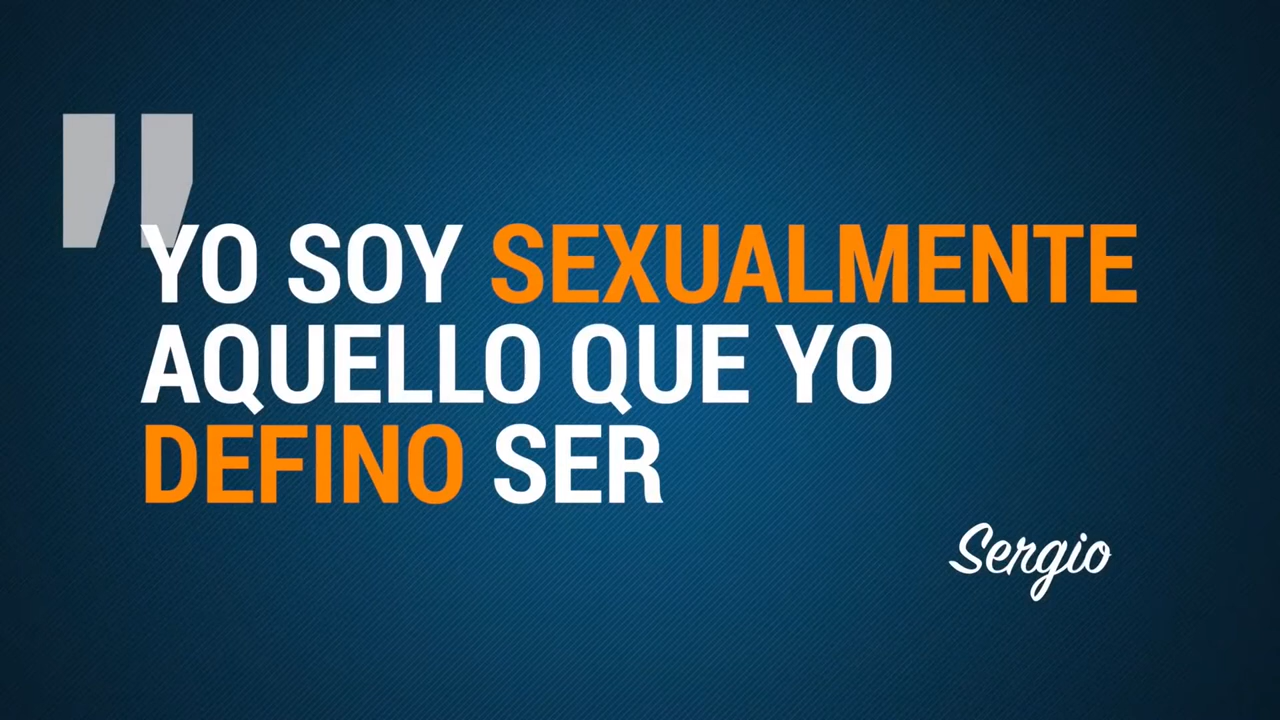 "
YO SOY SEXUALMENTE
AQUELLO QUE YO
DEFINO SER
Sergio